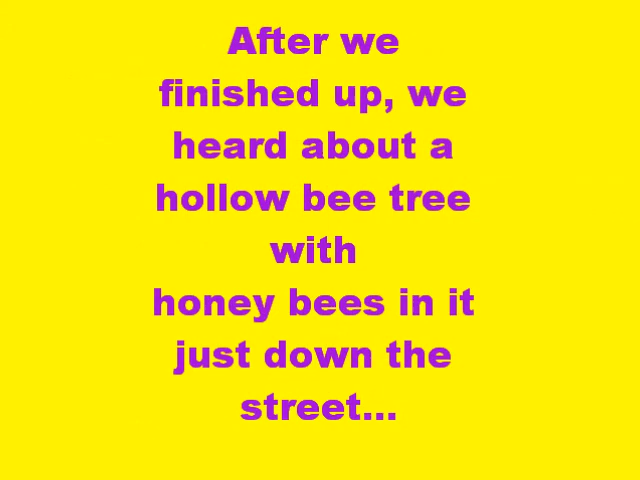 After we
finished up, we
heard about a
hollow bee tree
with
honey bees in it
just down the
street...